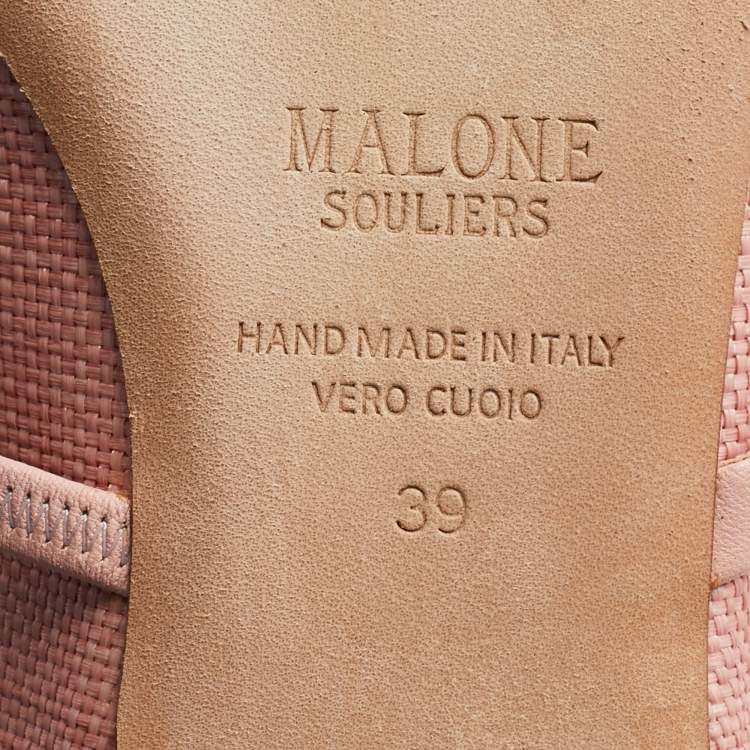 MALONE
SOULIERS
HAND MADE IN ITALY
VERO CUOIO
39